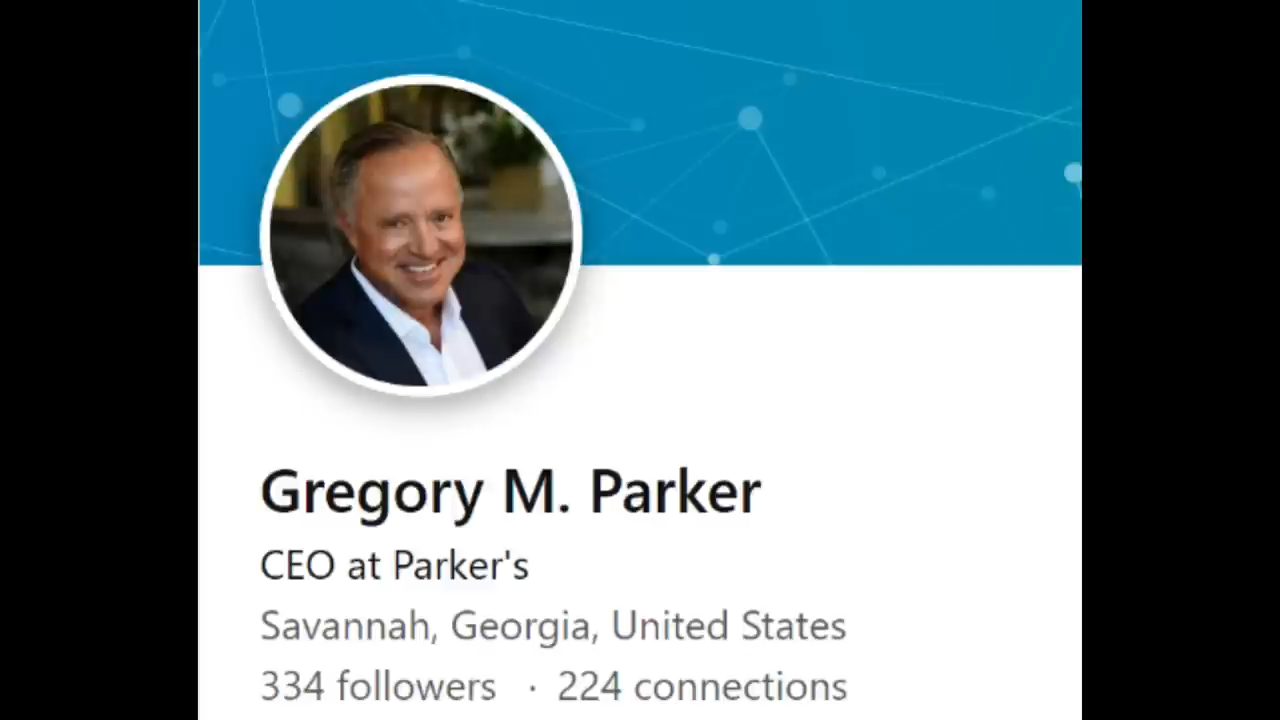 Gregory M. Parker
CEO at Parker's
Savannah, Georgia, United States
334 followers · 224 connections